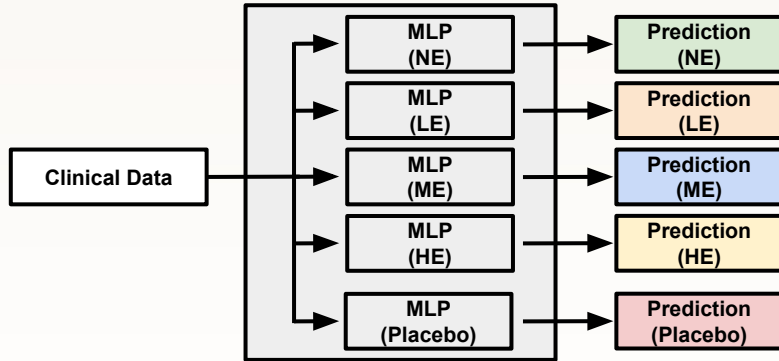 MLP
(NE)
Prediction
(NE)
MLP
(LE)
Prediction
(LE)
Clinical Data
MLP
(ME)
Prediction
(ME)
MLP
(HE)
Prediction
(HE)
MLP
(Placebo)
Prediction
(Placebo)